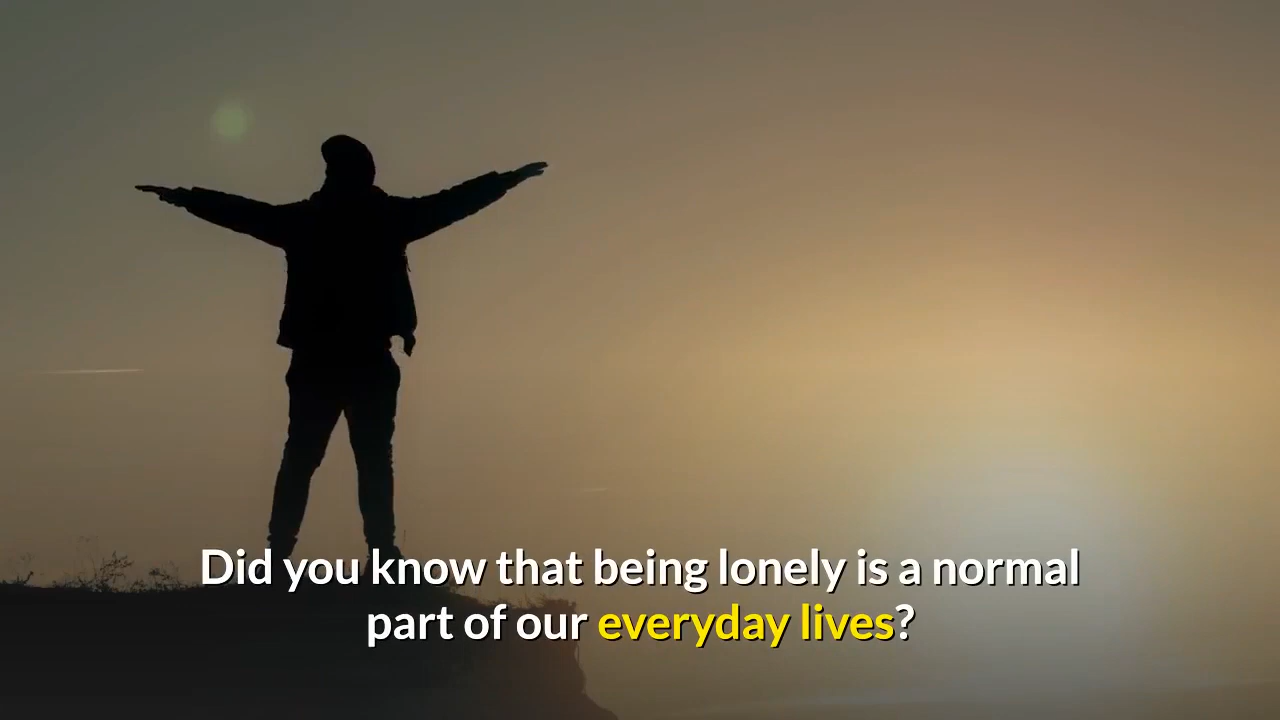 Did you know that being lonely is a normal
part of our everyday lives?